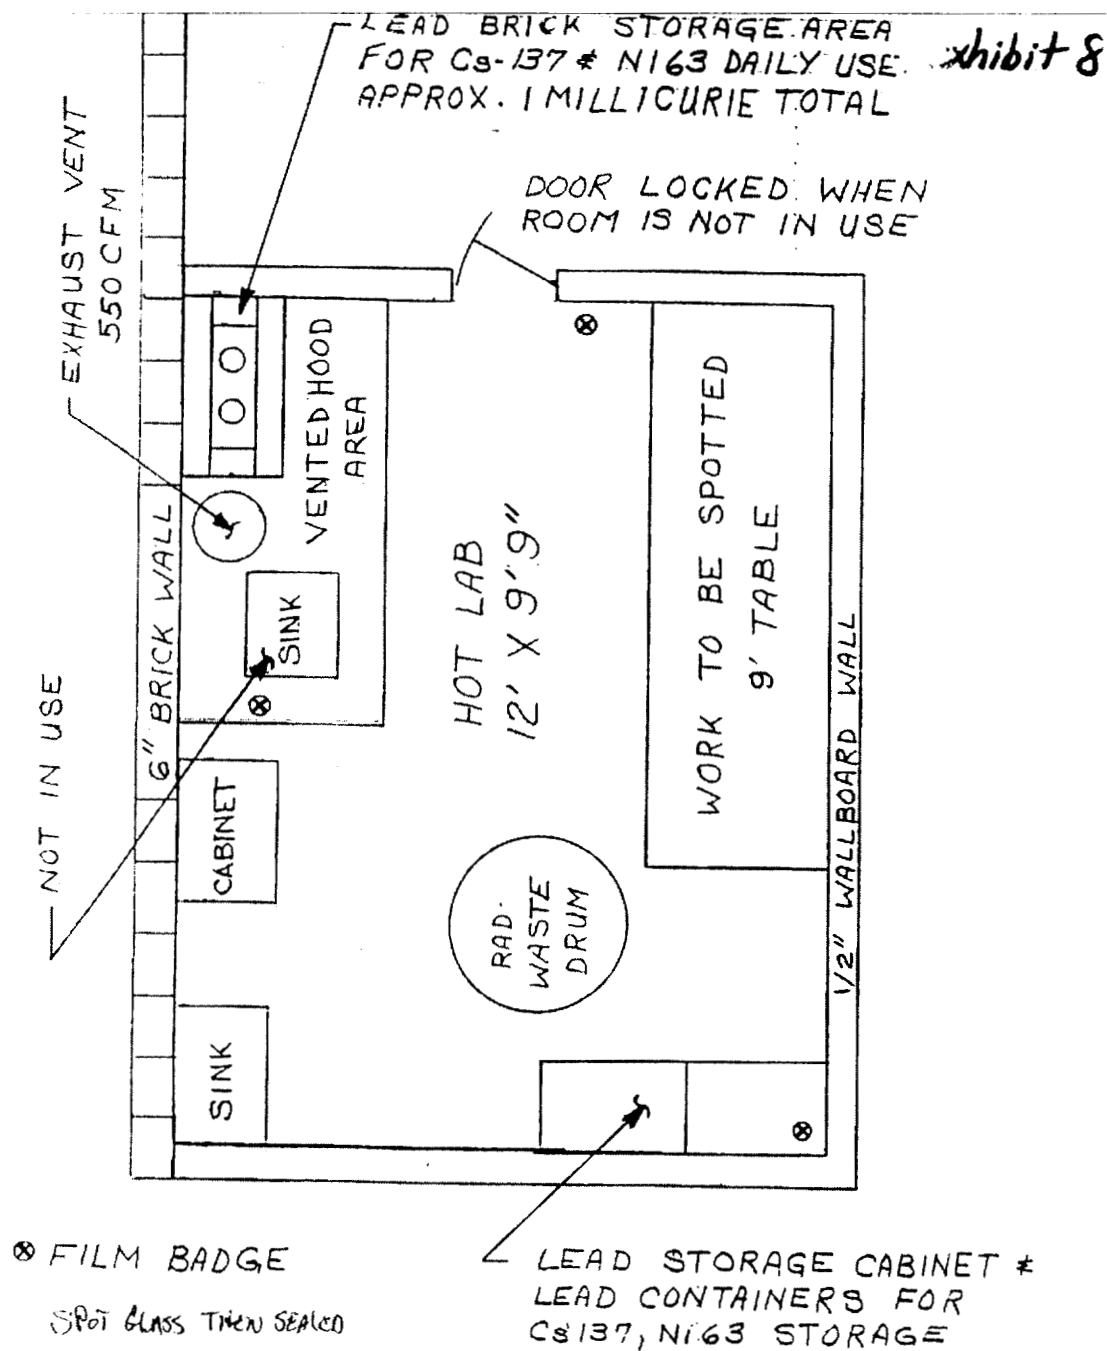 LEAD BRICK STORAGE AREA
FOR Cs-137 & NI63 DAILY USE.
APPROX. 1 MILLICURIE TOTAL
xhibit 8
EXHAUST VENT
550 CFM
DOOR LOCKED WHEN
ROOM IS NOT IN USE
VENTED HOOD
AREA
6" BRICK WALL
SINK
NOT IN USE
HOT LAB
12' X 9' 9"
WORK TO BE SPOTTED
9' TABLE
1/2" WALLBOARD WALL
CABINET
RAD-
WASTE
DRUM
SINK
⊗ FILM BADGE
SPOT GLASS THEN SEALED
LEAD STORAGE CABINET &
LEAD CONTAINERS FOR
Cs137, Ni63 STORAGE